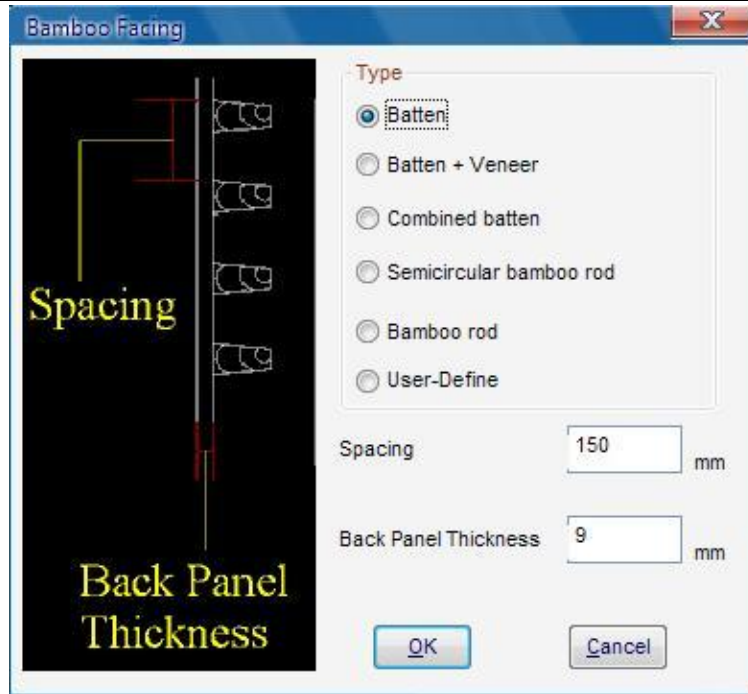 Bamboo Facing
Spacing
Back Panel
Thickness
Type
Batten
Batten + Veneer
Combined batten
Semicircular bamboo rod
Bamboo rod
User-Define
Spacing 150 mm
Back Panel Thickness 9 mm
OK Cancel